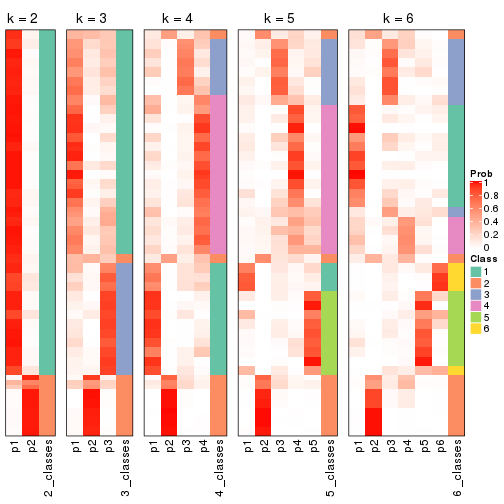 k = 2
k = 3
k = 4
k = 5
k = 6
p1
p2
2_classes
p1
p2
p3
3_classes
p1
p2
p3
p4
4_classes
p1
p2
p3
p4
p5
5_classes
p1
p2
p3
p4
p5
p6
6_classes
Prob
1
0.8
0.6
0.4
0.2
0
Class
1
2
3
4
5
6